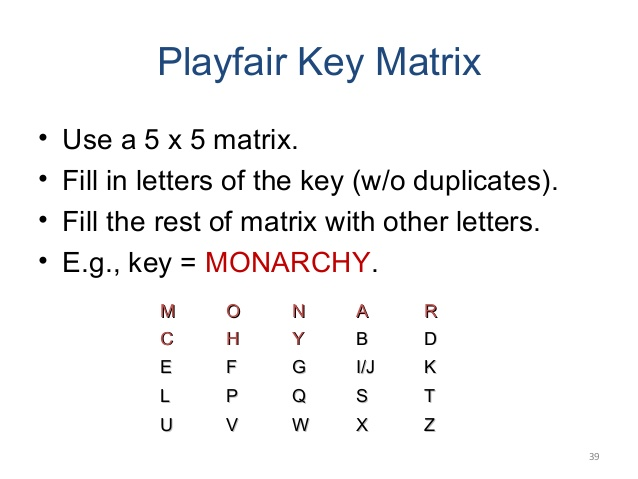 Playfair Key Matrix
• Use a 5 x 5 matrix.
• Fill in letters of the key (w/o duplicates).
• Fill the rest of matrix with other letters.
• E.g., key = MONARCHY.
M O N A R
C H Y B D
E F G I/J K
L P Q S T
U V W X Z
39